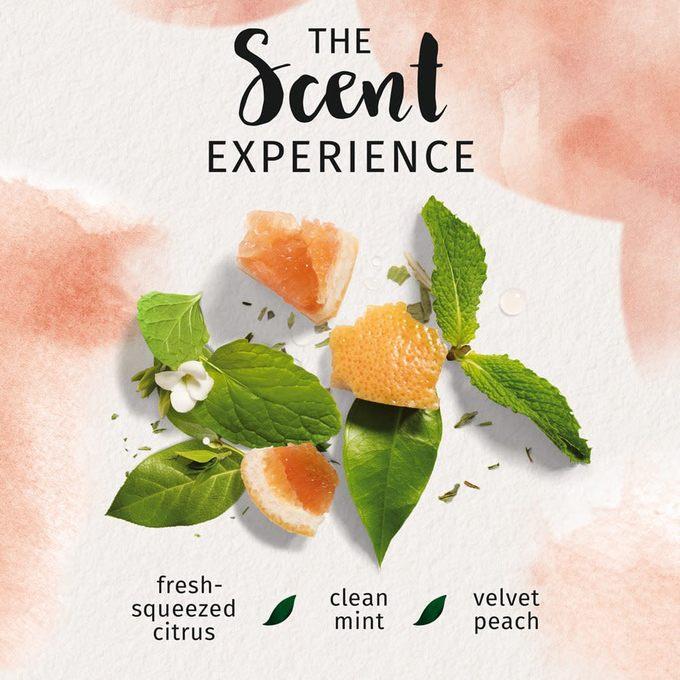 THE
Scent
EXPERIENCE
fresh-
squeezed
citrus
clean
mint
velvet
peach